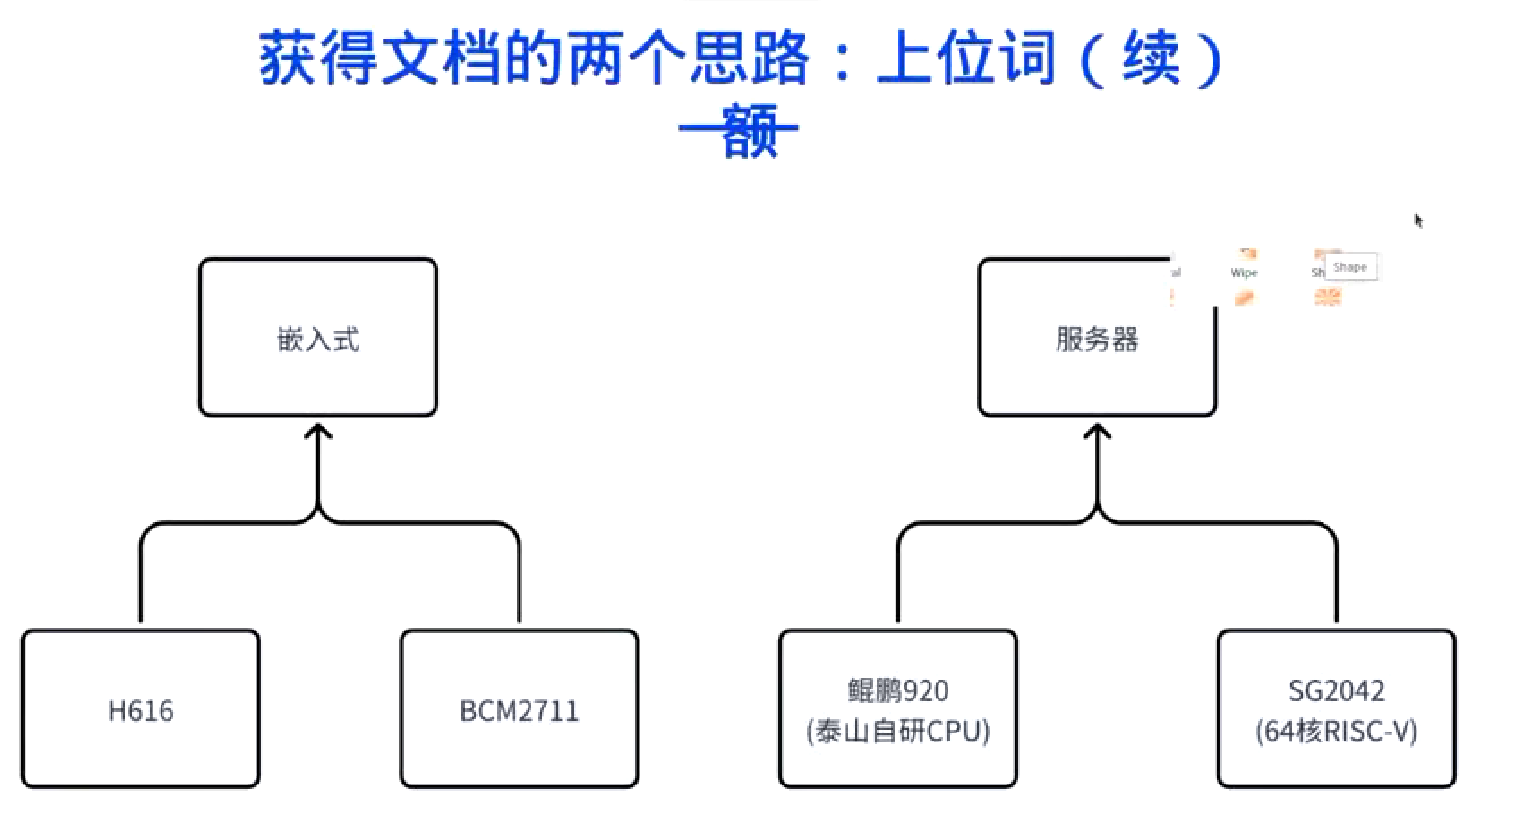 获得文档的两个思路：上位词（续）
额
嵌入式
服务器
al Wipe Sh Shape
H616
BCM2711
鲲鹏920
(泰山自研CPU)
SG2042
(64核RISC-V)